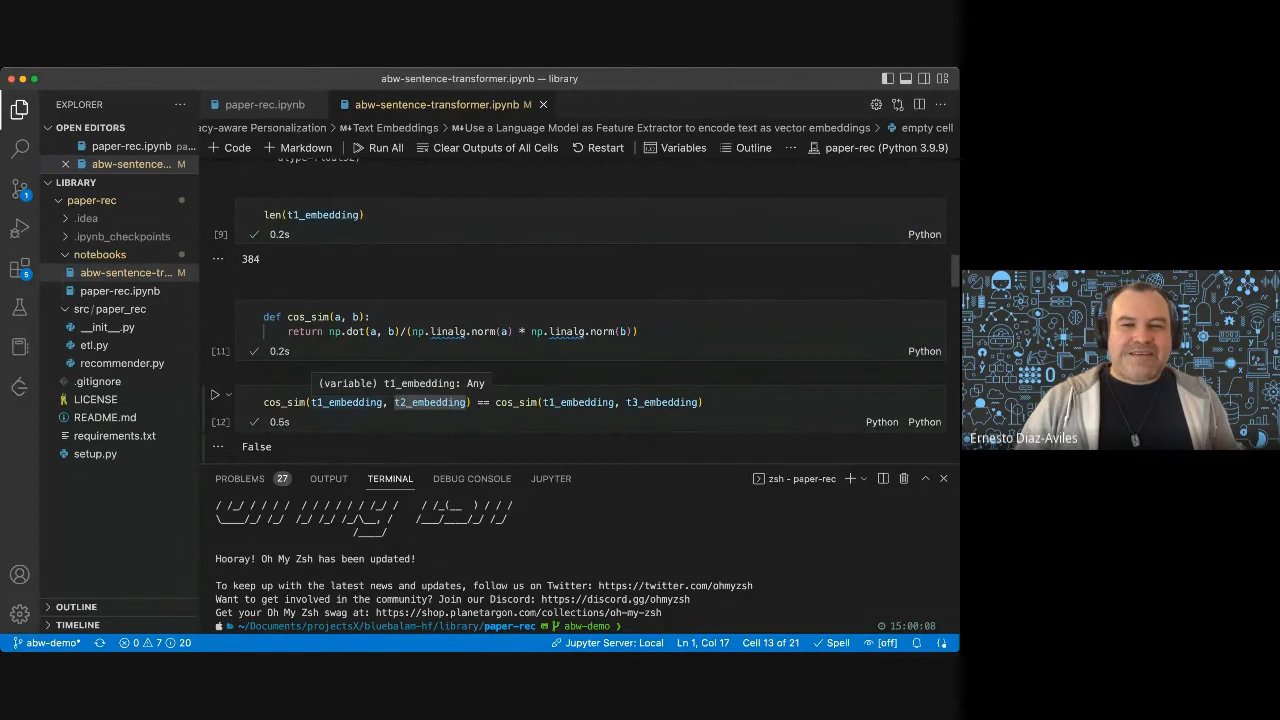 abw-sentence-transformer.ipynb — library
EXPLORER
paper-rec.ipynb
abw-sentence-transformer.ipynb M
OPEN EDITORS
acy-aware Personalization > Text Embeddings > Use a Language Model as Feature Extractor to encode text as vector embeddings > empty cell
paper-rec.ipynb pa...
+ Code + Markdown Run All Clear Outputs of All Cells Restart Variables Outline ... paper-rec (Python 3.9.9)
abw-sentence... M
LIBRARY
paper-rec
.idea
.ipynb_checkpoints
notebooks
abw-sentence-tr... M
paper-rec.ipynb
src/paper_rec
__init__.py
etl.py
recommender.py
.gitignore
LICENSE
README.md
requirements.txt
setup.py
OUTLINE
TIMELINE
1
5
len(t1_embedding)
[9] 0.2s Python
384
def cos_sim(a, b):
return np.dot(a, b)/(np.linalg.norm(a) * np.linalg.norm(b))
[11] 0.2s Python
(variable) t1_embedding: Any
cos_sim(t1_embedding, t2_embedding) == cos_sim(t1_embedding, t3_embedding)
[12] 0.5s Python Python
False
PROBLEMS 27 OUTPUT TERMINAL DEBUG CONSOLE JUPYTER zsh - paper-rec
Hooray! Oh My Zsh has been updated!
To keep up with the latest news and updates, follow us on Twitter: https://twitter.com/ohmyzsh
Want to get involved in the community? Join our Discord: https://discord.gg/ohmyzsh
Get your Oh My Zsh swag at: https://shop.planetargon.com/collections/oh-my-zsh
~/Documents/projectsX/bluebalam-hf/library/paper-rec abw-demo 15:00:08
abw-demo* 0 7 20 Jupyter Server: Local Ln 1, Col 17 Cell 13 of 21 Spell [off]
Ernesto Diaz-Aviles